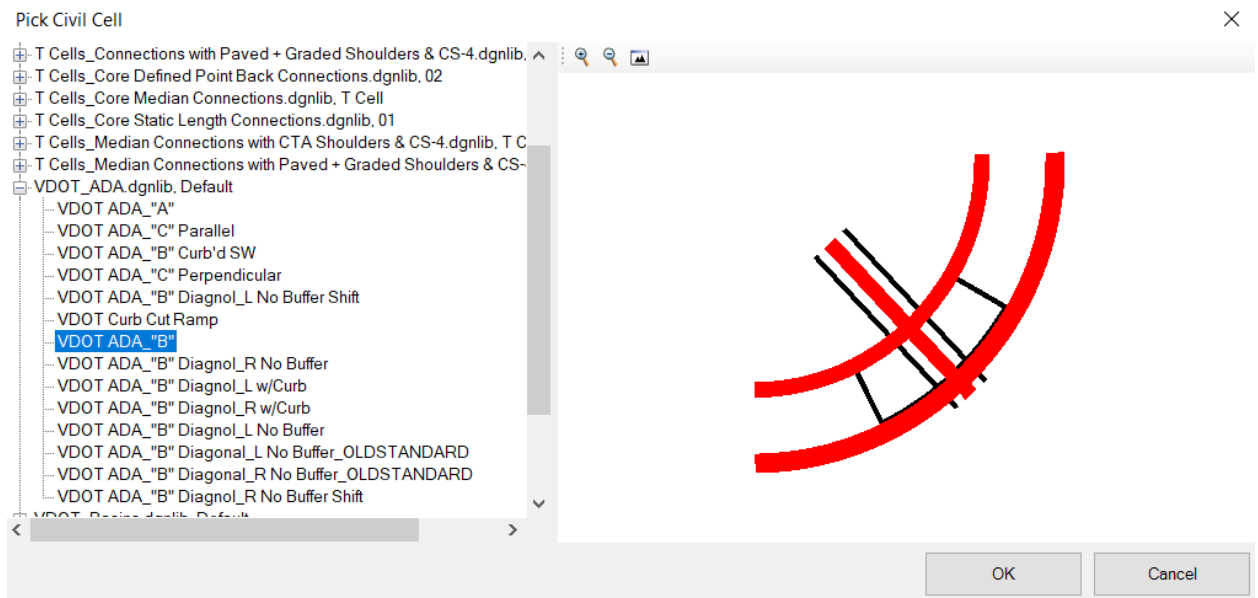 Pick Civil Cell
T Cells_Connections with Paved + Graded Shoulders & CS-4.dgnlib,
T Cells_Core Defined Point Back Connections.dgnlib, 02
T Cells_Core Median Connections.dgnlib, T Cell
T Cells_Core Static Length Connections.dgnlib, 01
T Cells_Median Connections with CTA Shoulders & CS-4.dgnlib, T C
T Cells_Median Connections with Paved + Graded Shoulders & CS-
VDOT_ADA.dgnlib, Default
VDOT ADA_"A"
VDOT ADA_"C" Parallel
VDOT ADA_"B" Curb'd SW
VDOT ADA_"C" Perpendicular
VDOT ADA_"B" Diagnol_L No Buffer Shift
VDOT Curb Cut Ramp
VDOT ADA_"B"
VDOT ADA_"B" Diagnol_R No Buffer
VDOT ADA_"B" Diagnol_L w/Curb
VDOT ADA_"B" Diagnol_R w/Curb
VDOT ADA_"B" Diagnol_L No Buffer
VDOT ADA_"B" Diagonal_L No Buffer_OLDSTANDARD
VDOT ADA_"B" Diagonal_R No Buffer_OLDSTANDARD
VDOT ADA_"B" Diagnol_R No Buffer Shift
OK
Cancel